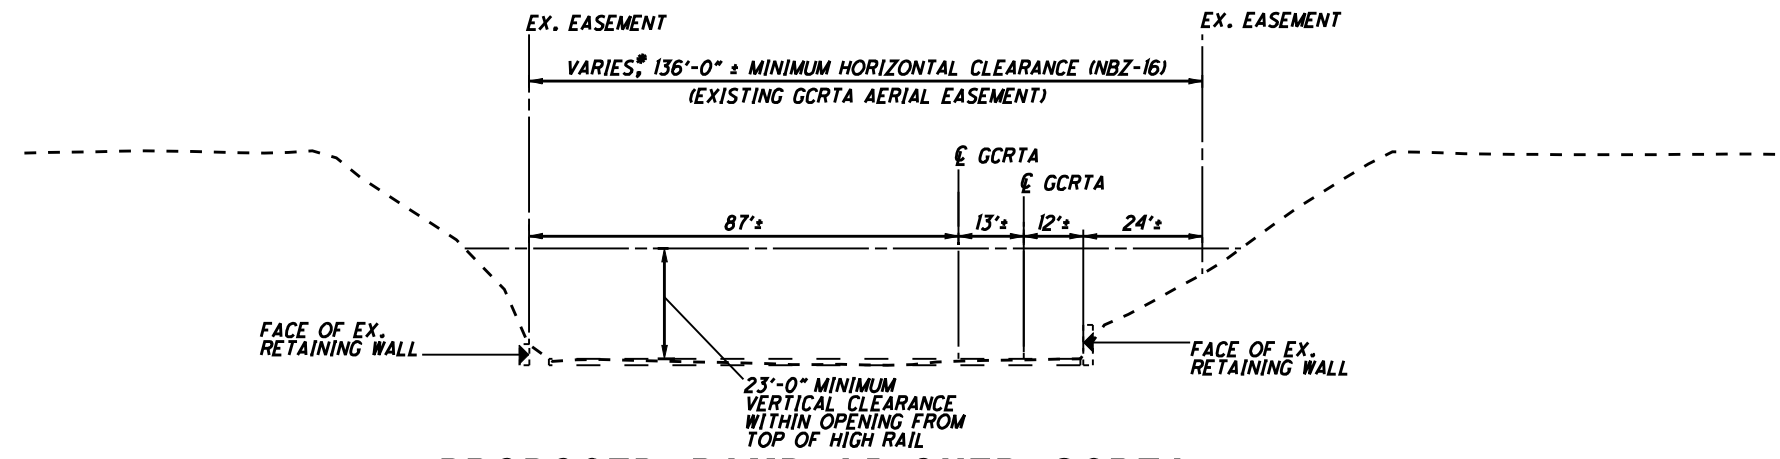 EX. EASEMENT
EX. EASEMENT
VARIES,* 136'-0" ± MINIMUM HORIZONTAL CLEARANCE (NBZ-16)
(EXISTING GCRTA AERIAL EASEMENT)
℄ GCRTA
℄ GCRTA
87'±
13'±
12'±
24'±
FACE OF EX.
RETAINING WALL
FACE OF EX.
RETAINING WALL
23'-0" MINIMUM
VERTICAL CLEARANCE
WITHIN OPENING FROM
TOP OF HIGH RAIL